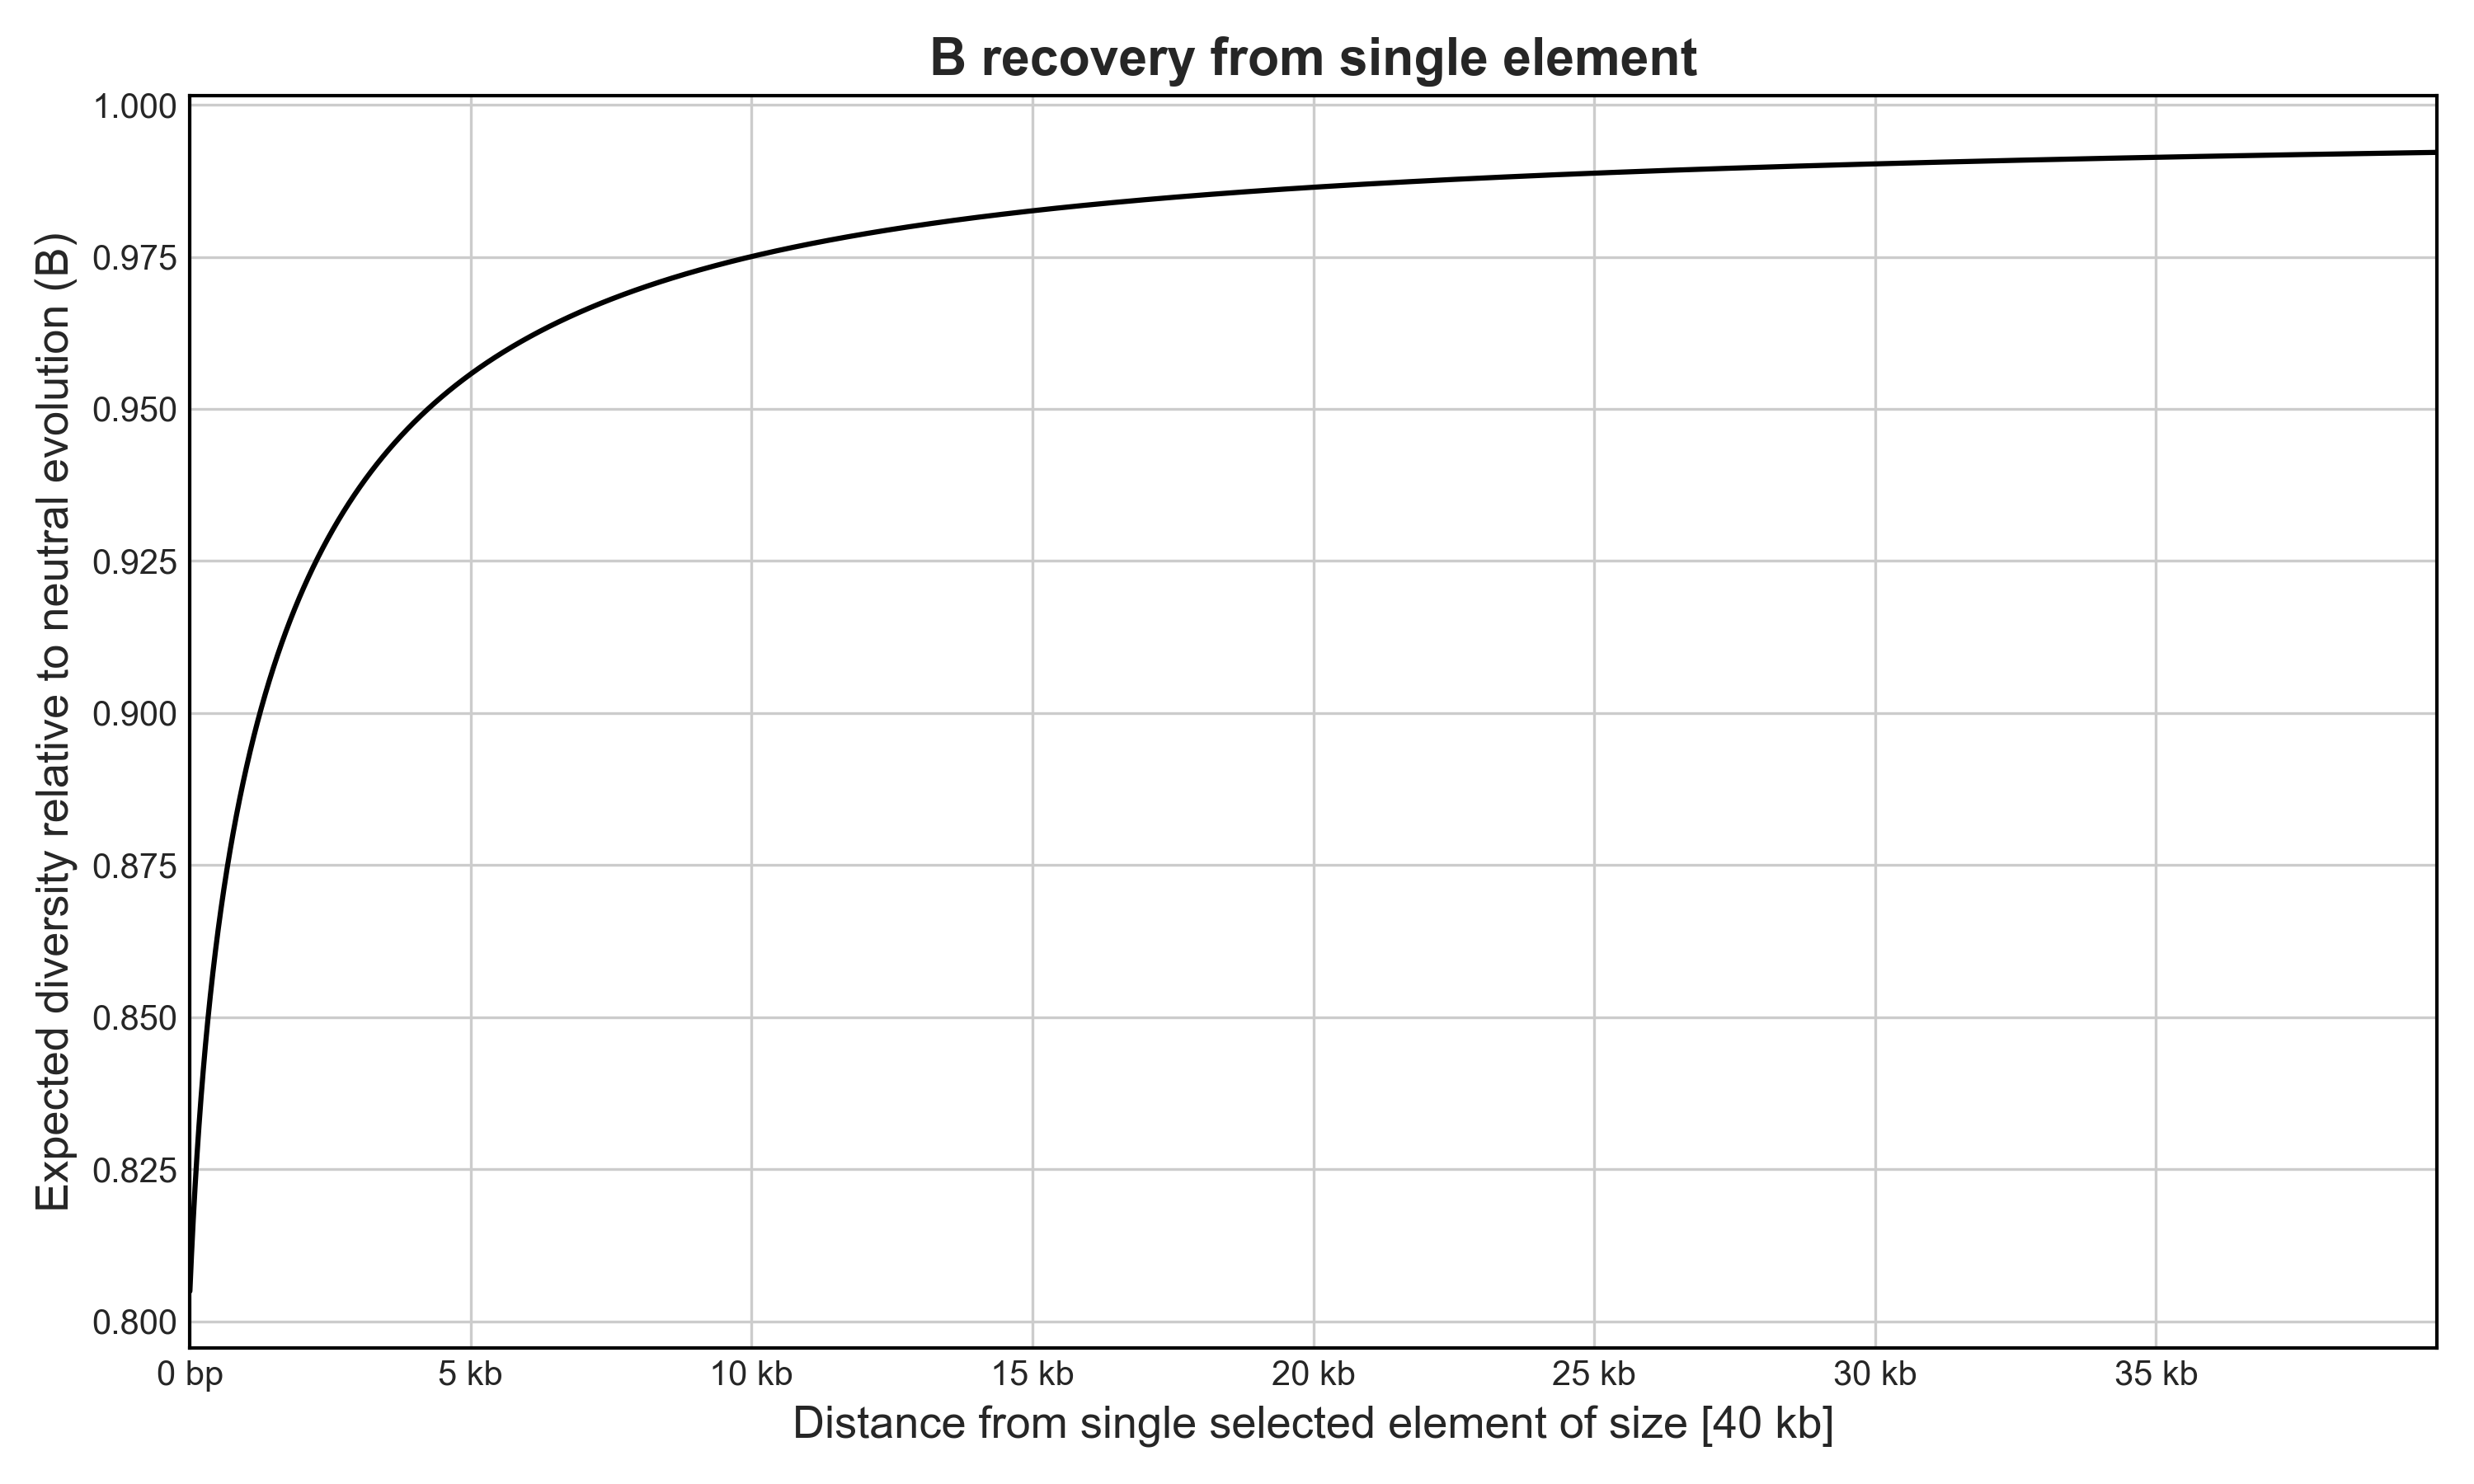 B recovery from single element
Expected diversity relative to neutral evolution (B)
1.000
0.975
0.950
0.925
0.900
0.875
0.850
0.825
0.800
0 bp 5 kb 10 kb 15 kb 20 kb 25 kb 30 kb 35 kb
Distance from single selected element of size [40 kb]